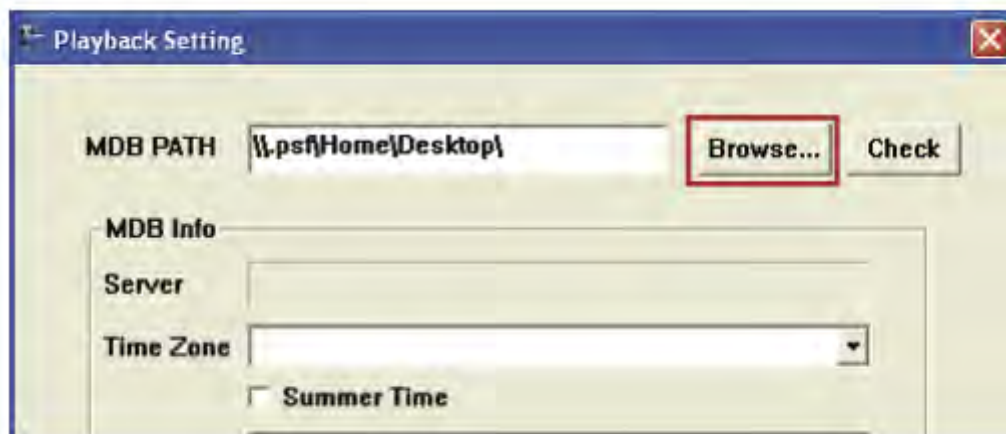 Playback Setting
MDB PATH \\.psf\Home\Desktop\ Browse... Check
MDB Info
Server
Time Zone
Summer Time